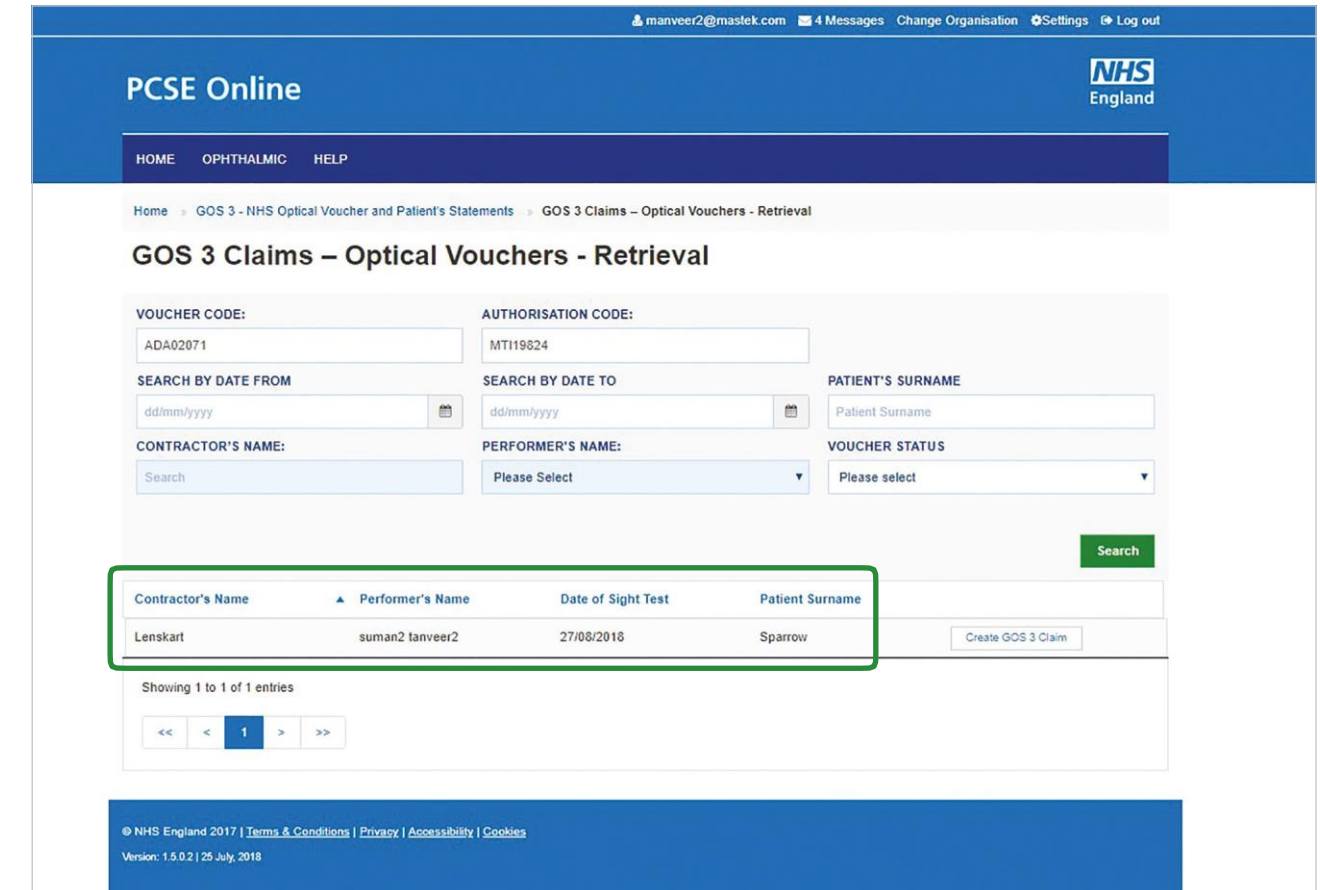 manveer2@mastek.com 4 Messages Change Organisation Settings Log out
PCSE Online
NHS
England
HOME OPHTHALMIC HELP
Home » GOS 3 - NHS Optical Voucher and Patient's Statements » GOS 3 Claims – Optical Vouchers - Retrieval
GOS 3 Claims – Optical Vouchers - Retrieval
VOUCHER CODE: AUTHORISATION CODE:
ADA02071 MTI19824
SEARCH BY DATE FROM SEARCH BY DATE TO PATIENT'S SURNAME
dd/mm/yyyy dd/mm/yyyy Patient Surname
CONTRACTOR'S NAME: PERFORMER'S NAME: VOUCHER STATUS
Search Please Select Please select
Search
Contractor's Name Performer's Name Date of Sight Test Patient Surname
Lenskart suman2 tanveer2 27/08/2018 Sparrow Create GOS 3 Claim
Showing 1 to 1 of 1 entries
<< < 1 > >>
© NHS England 2017 | Terms & Conditions | Privacy | Accessibility | Cookies
Version: 1.5.0.2 | 25 July, 2018